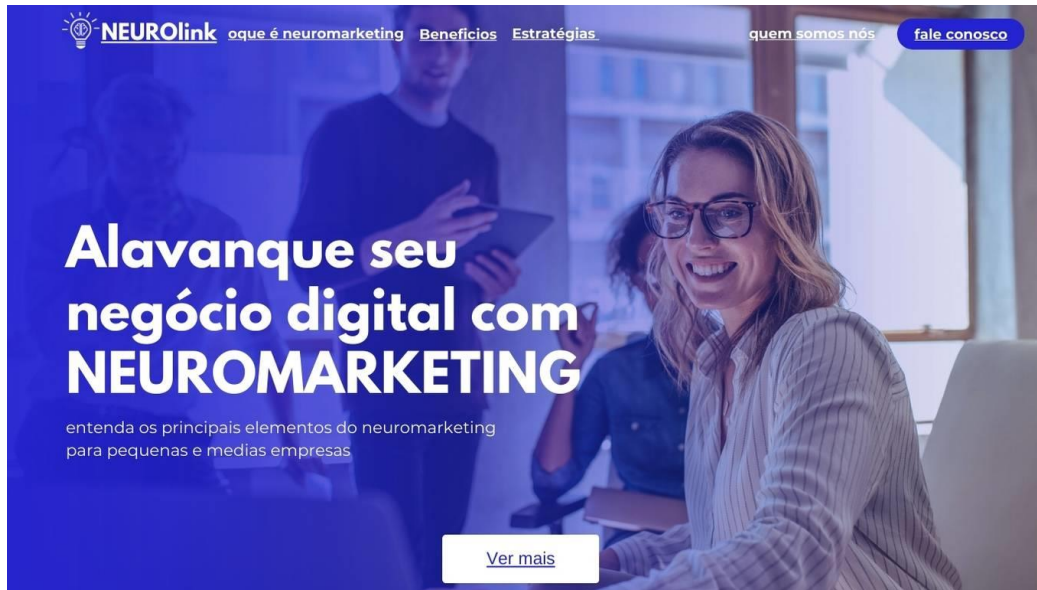 NEUROlink
oque é neuromarketing
Beneficios
Estratégias
quem somos nós
fale conosco
Alavanque seu
negócio digital com
NEUROMARKETING
entenda os principais elementos do neuromarketing
para pequenas e medias empresas
Ver mais